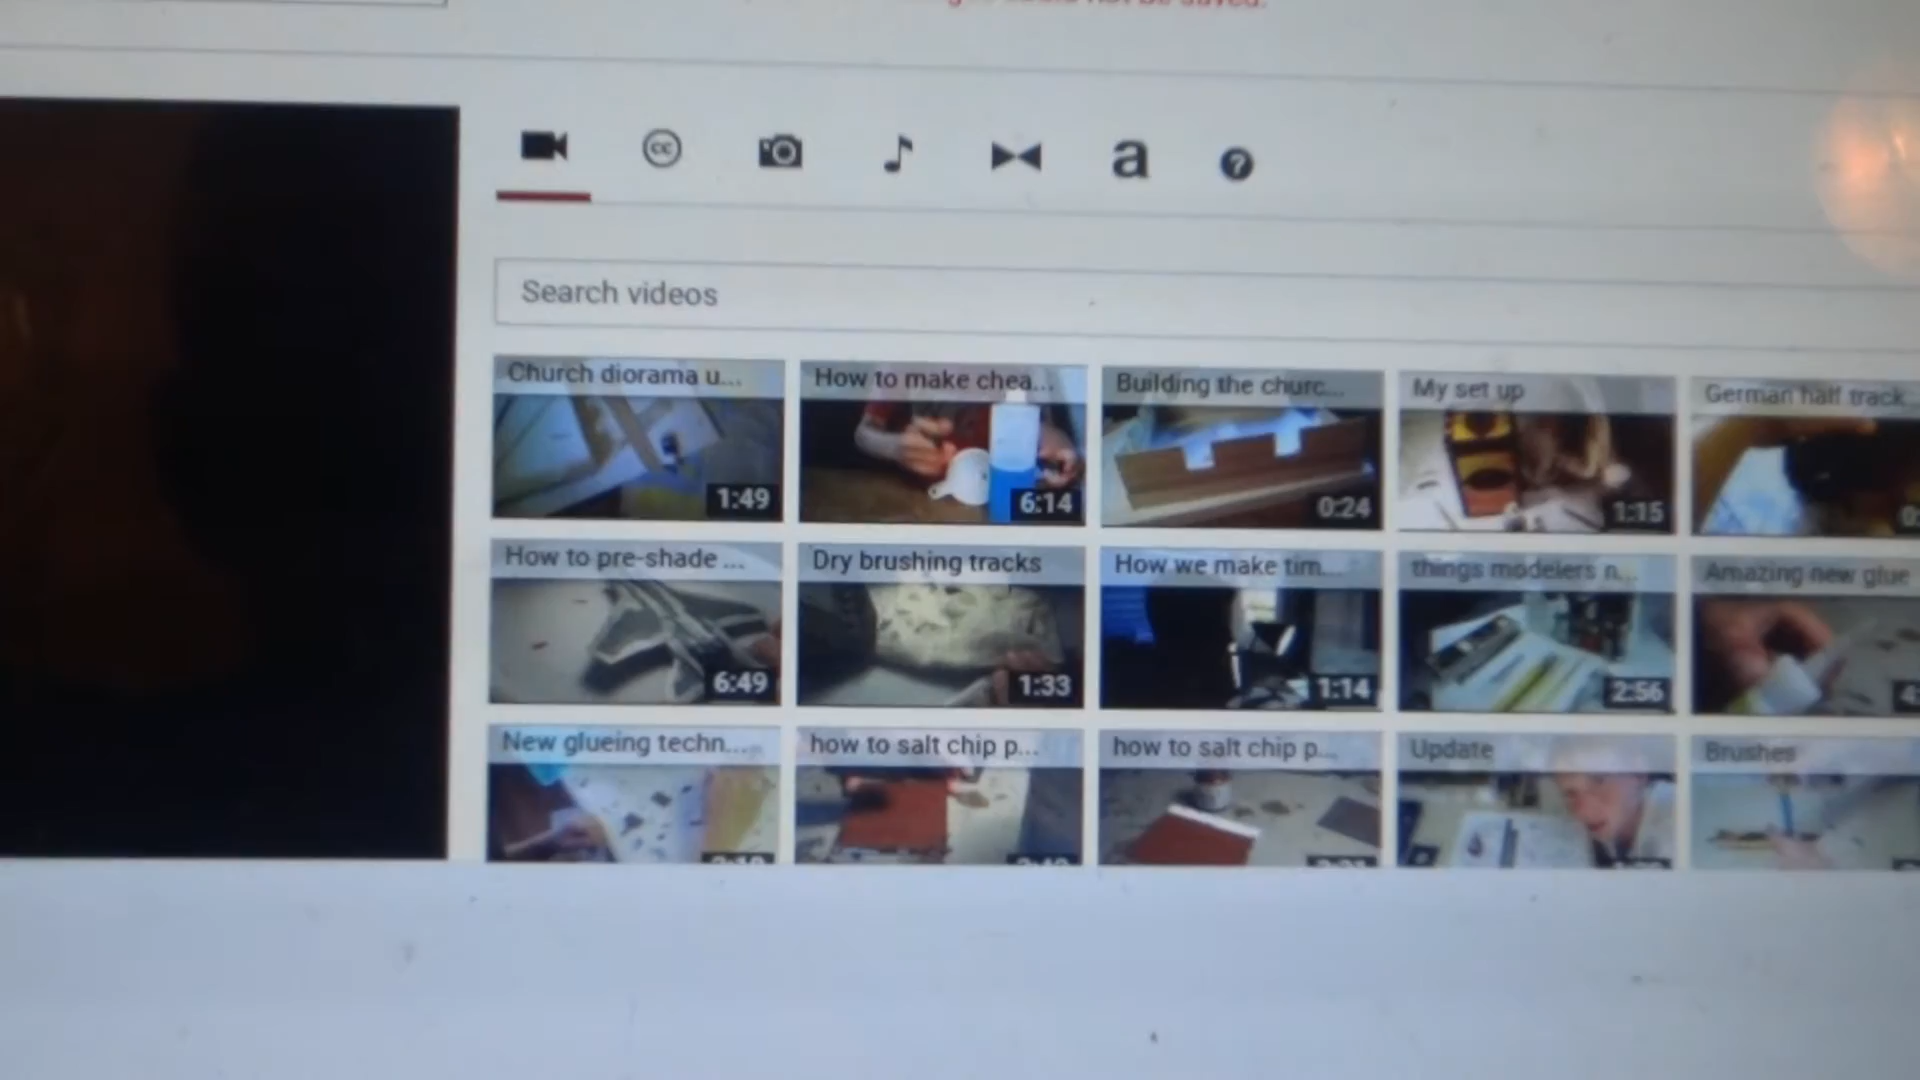 be saved.
cc
a
?
Search videos
Church diorama u...
How to make chea...
Building the churc...
My set up
German half track
1:49
6:14
0:24
1:15
How to pre-shade ...
Dry brushing tracks
How we make tim...
things modelers n...
Amazing new glue
6:49
1:33
1:14
2:56
New glueing techn...
how to salt chip p...
how to salt chip p...
Update
Brushes